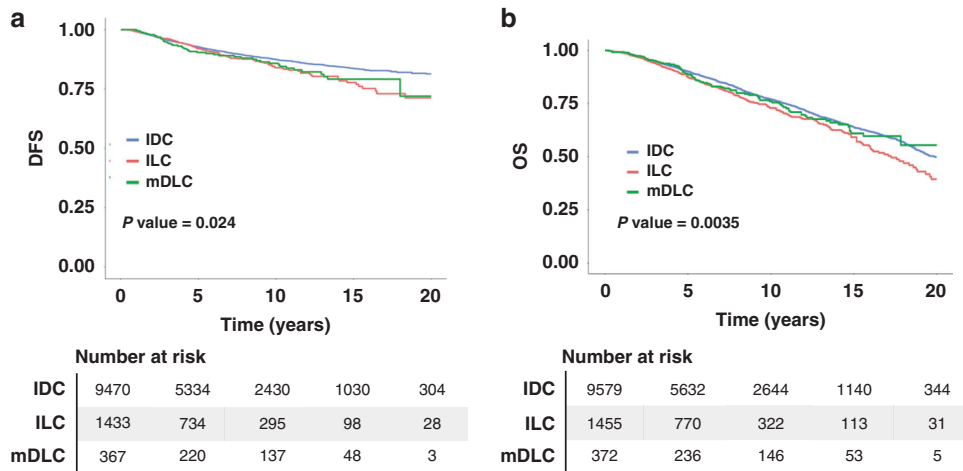 a
1.00
0.75
0.50
0.25
0.00
DFS
IDC
ILC
mDLC
P value = 0.024
0 5 10 15 20
Time (years)
Number at risk
IDC 9470 5334 2430 1030 304
ILC 1433 734 295 98 28
mDLC 367 220 137 48 3
b
1.00
0.75
0.50
0.25
0.00
OS
IDC
ILC
mDLC
P value = 0.0035
0 5 10 15 20
Time (years)
Number at risk
IDC 9579 5632 2644 1140 344
ILC 1455 770 322 113 31
mDLC 372 236 146 53 5